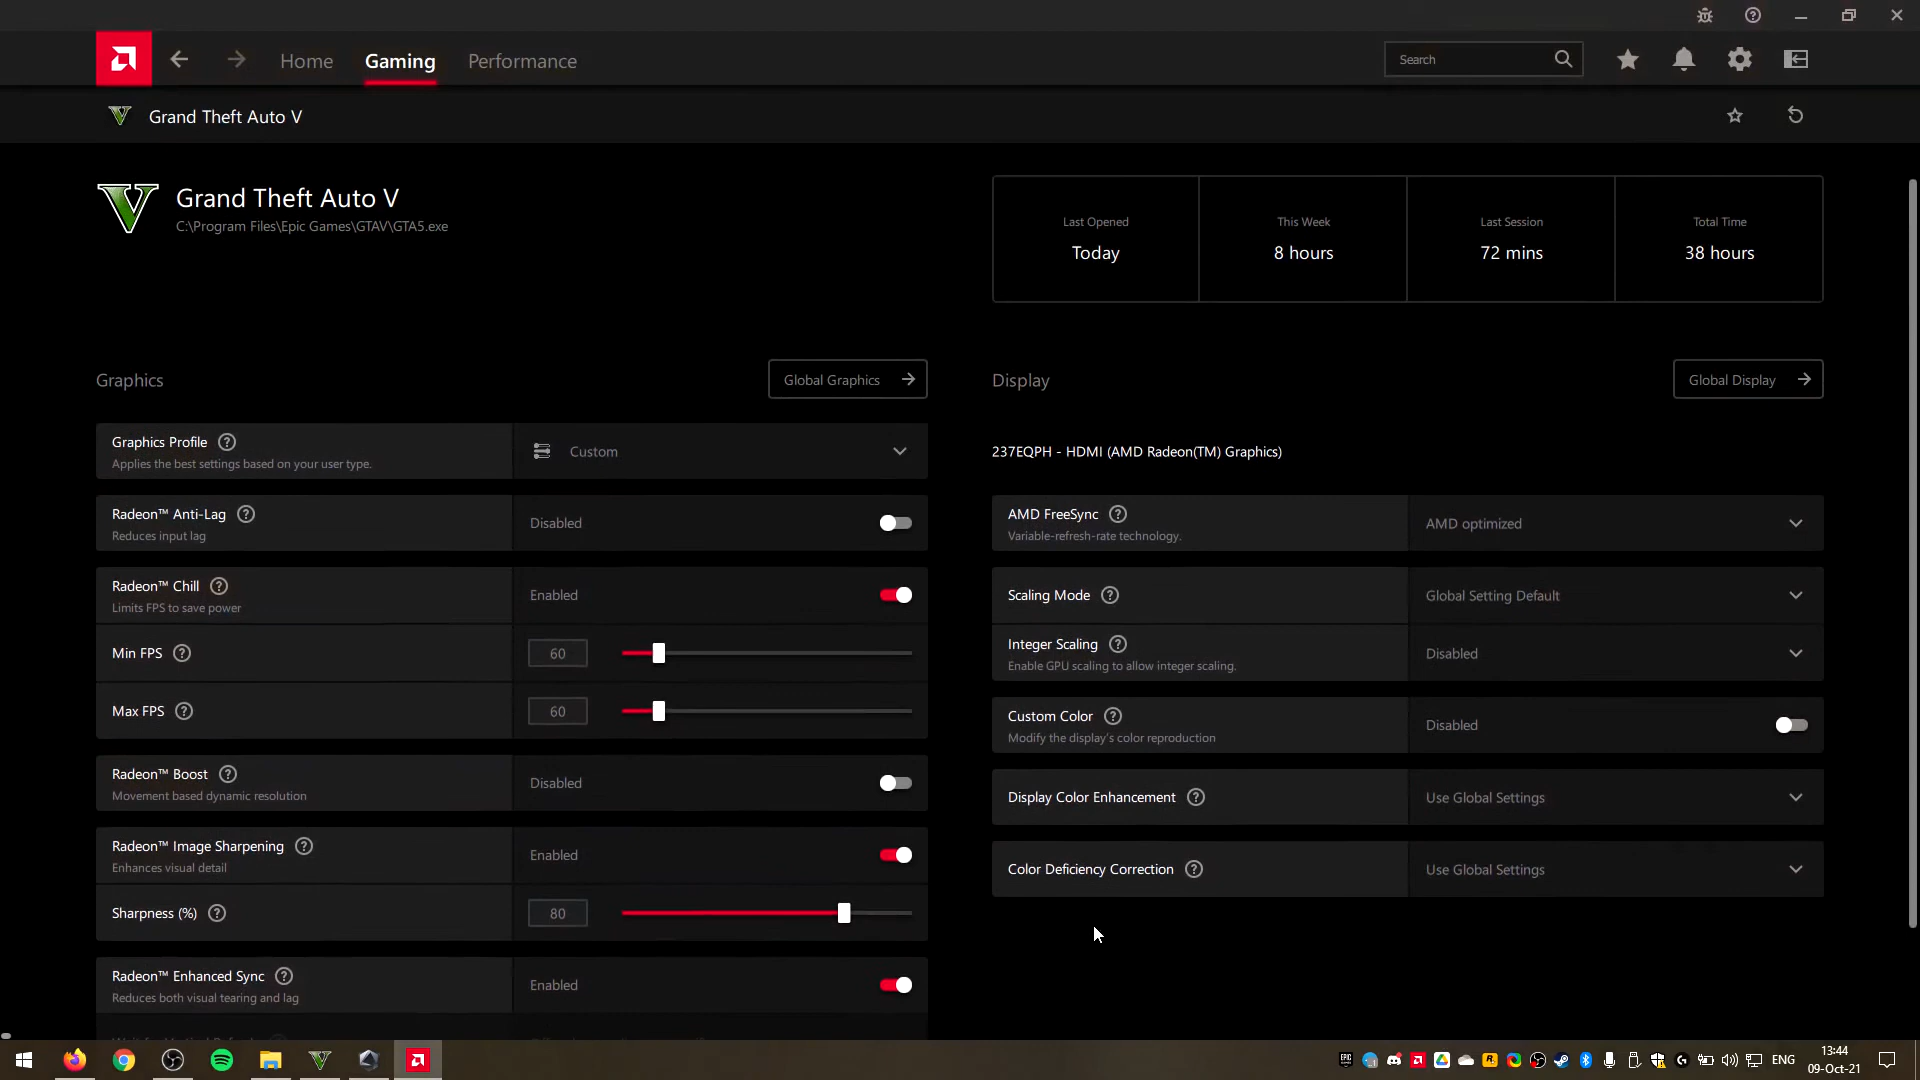 Home
Gaming
Performance
Search
Grand Theft Auto V
Grand Theft Auto V
C:\Program Files\Epic Games\GTAV\GTA5.exe
Last Opened
Today
This Week
8 hours
Last Session
72 mins
Total Time
38 hours
Graphics
Global Graphics
Graphics Profile
Applies the best settings based on your user type.
Custom
Radeon™ Anti-Lag
Reduces input lag
Disabled
Radeon™ Chill
Limits FPS to save power
Enabled
Min FPS
60
Max FPS
60
Radeon™ Boost
Movement based dynamic resolution
Disabled
Radeon™ Image Sharpening
Enhances visual detail
Enabled
Sharpness (%)
80
Radeon™ Enhanced Sync
Reduces both visual tearing and lag
Enabled
Display
Global Display
237EQPH - HDMI (AMD Radeon(TM) Graphics)
AMD FreeSync
Variable-refresh-rate technology.
AMD optimized
Scaling Mode
Global Setting Default
Integer Scaling
Enable GPU scaling to allow integer scaling.
Disabled
Custom Color
Modify the display's color reproduction
Disabled
Display Color Enhancement
Use Global Settings
Color Deficiency Correction
Use Global Settings
ENG
13:44
09-Oct-21